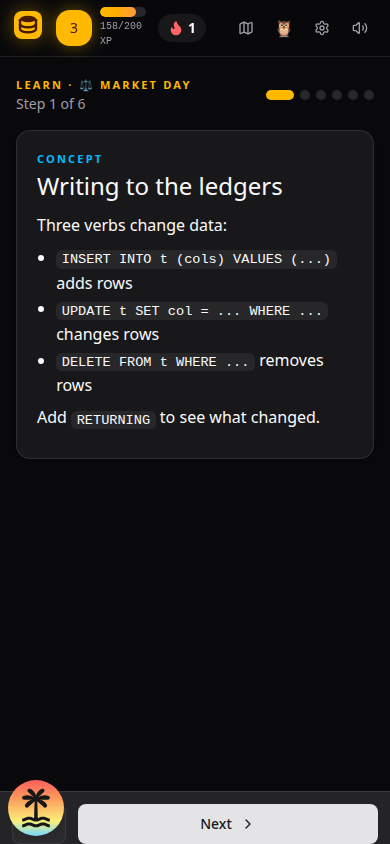 3
158/200
XP
1
LEARN · ⚖️ MARKET DAY
Step 1 of 6
CONCEPT
Writing to the ledgers
Three verbs change data:
INSERT INTO t (cols) VALUES (...)
adds rows
UPDATE t SET col = ... WHERE ...
changes rows
DELETE FROM t WHERE ... removes
rows
Add RETURNING to see what changed.
Next